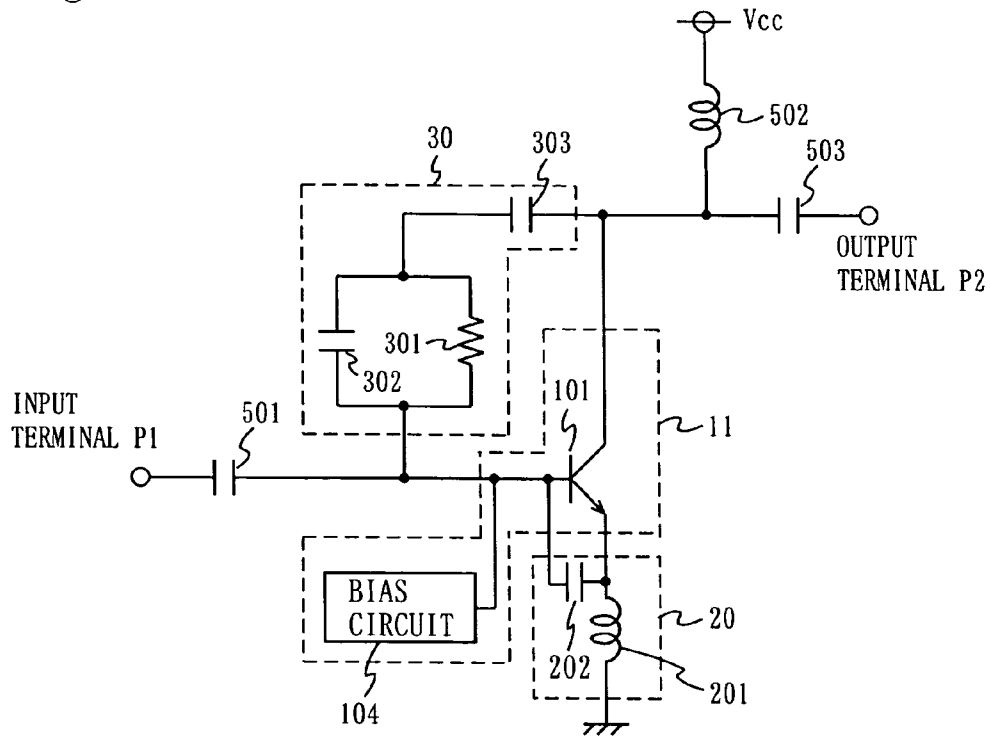 Vcc
502
30
303
503
OUTPUT
TERMINAL P2
301
302
INPUT
TERMINAL P1
501
101
11
BIAS
CIRCUIT
20
202
201
104